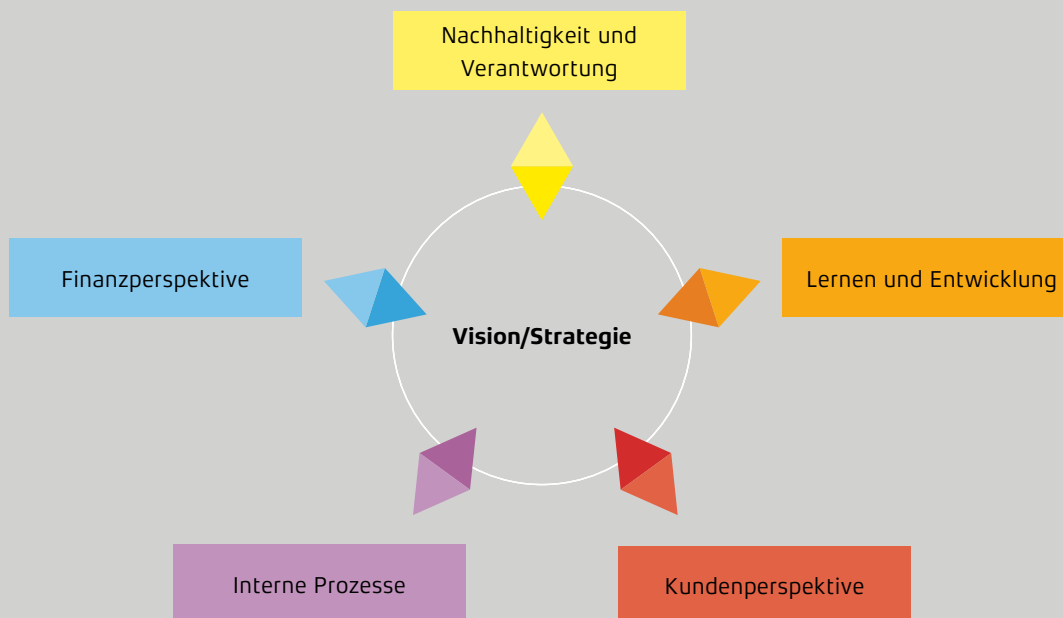 Nachhaltigkeit und
Verantwortung
Finanzperspektive
Lernen und Entwicklung
Vision/Strategie
Interne Prozesse
Kundenperspektive